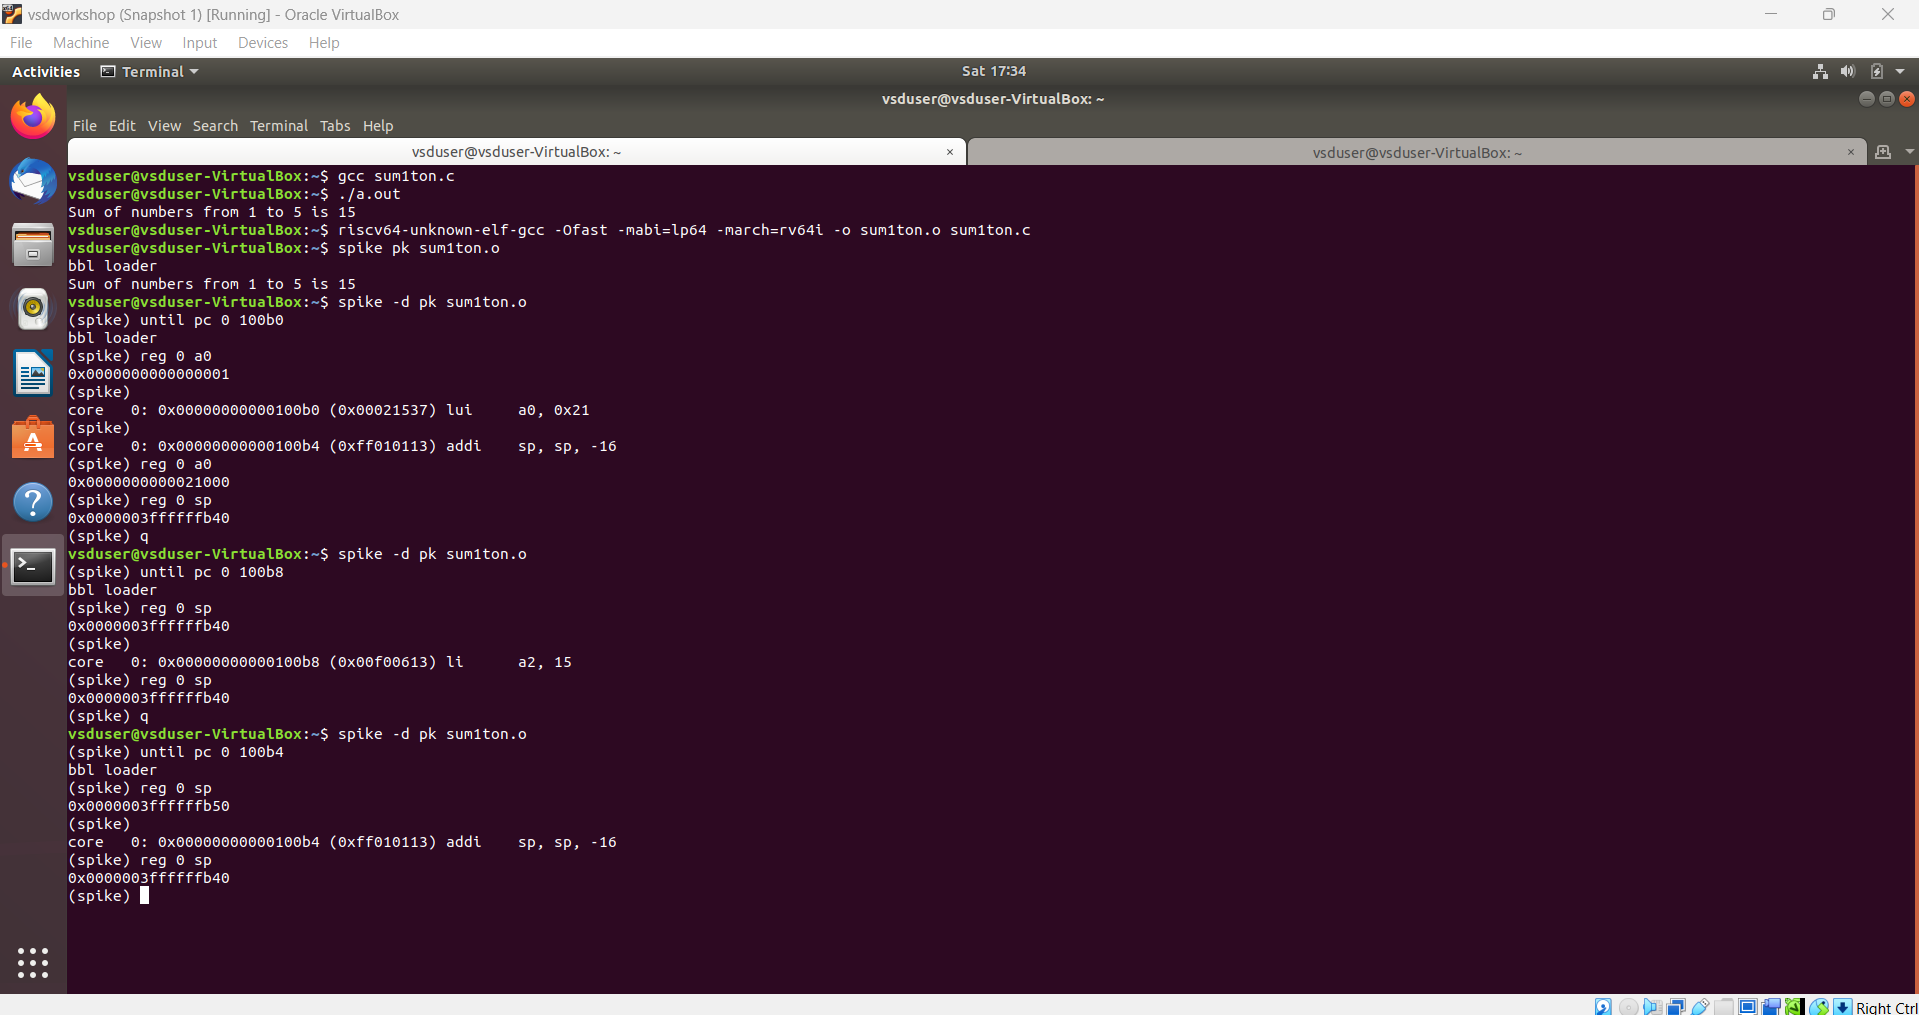 vsdworkshop (Snapshot 1) [Running] - Oracle VirtualBox
File Machine View Input Devices Help
Activities Terminal Sat 17:34
vsduser@vsduser-VirtualBox: ~
File Edit View Search Terminal Tabs Help
vsduser@vsduser-VirtualBox: ~ × vsduser@vsduser-VirtualBox: ~ ×
vsduser@vsduser-VirtualBox:~$ gcc sum1ton.c
vsduser@vsduser-VirtualBox:~$ ./a.out
Sum of numbers from 1 to 5 is 15
vsduser@vsduser-VirtualBox:~$ riscv64-unknown-elf-gcc -Ofast -mabi=lp64 -march=rv64i -o sum1ton.o sum1ton.c
vsduser@vsduser-VirtualBox:~$ spike pk sum1ton.o
bbl loader
Sum of numbers from 1 to 5 is 15
vsduser@vsduser-VirtualBox:~$ spike -d pk sum1ton.o
(spike) until pc 0 100b0
bbl loader
(spike) reg 0 a0
0x0000000000000001
(spike)
core   0: 0x00000000000100b0 (0x00021537) lui     a0, 0x21
(spike)
core   0: 0x00000000000100b4 (0xff010113) addi    sp, sp, -16
(spike) reg 0 a0
0x0000000000021000
(spike) reg 0 sp
0x0000003ffffffb40
(spike) q
vsduser@vsduser-VirtualBox:~$ spike -d pk sum1ton.o
(spike) until pc 0 100b8
bbl loader
(spike) reg 0 sp
0x0000003ffffffb40
(spike)
core   0: 0x00000000000100b8 (0x00f00613) li      a2, 15
(spike) reg 0 sp
0x0000003ffffffb40
(spike) q
vsduser@vsduser-VirtualBox:~$ spike -d pk sum1ton.o
(spike) until pc 0 100b4
bbl loader
(spike) reg 0 sp
0x0000003ffffffb50
(spike)
core   0: 0x00000000000100b4 (0xff010113) addi    sp, sp, -16
(spike) reg 0 sp
0x0000003ffffffb40
(spike)
Right Ctrl